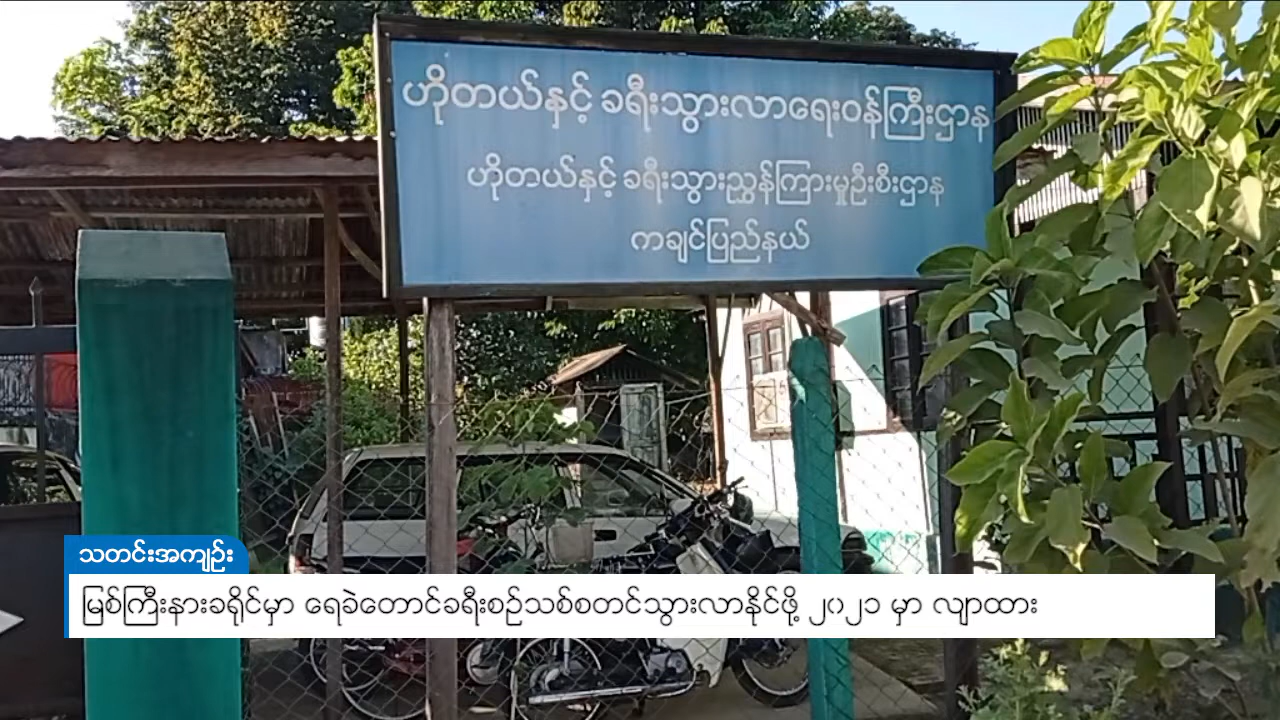 ဟိုတယ်နှင့် ခရီးသွားလာရေးဝန်ကြီးဌာန
ဟိုတယ်နှင့် ခရီးသွားညွှန်ကြားမှုဦးစီးဌာန
ကချင်ပြည်နယ်
သတင်းအကျဉ်း
မြစ်ကြီးနားခရိုင်မှာ ရေခဲတောင်ခရီးစဉ်သစ်စတင်သွားလာနိုင်ဖို့ ၂၀၂၁ မှာ လျာထား